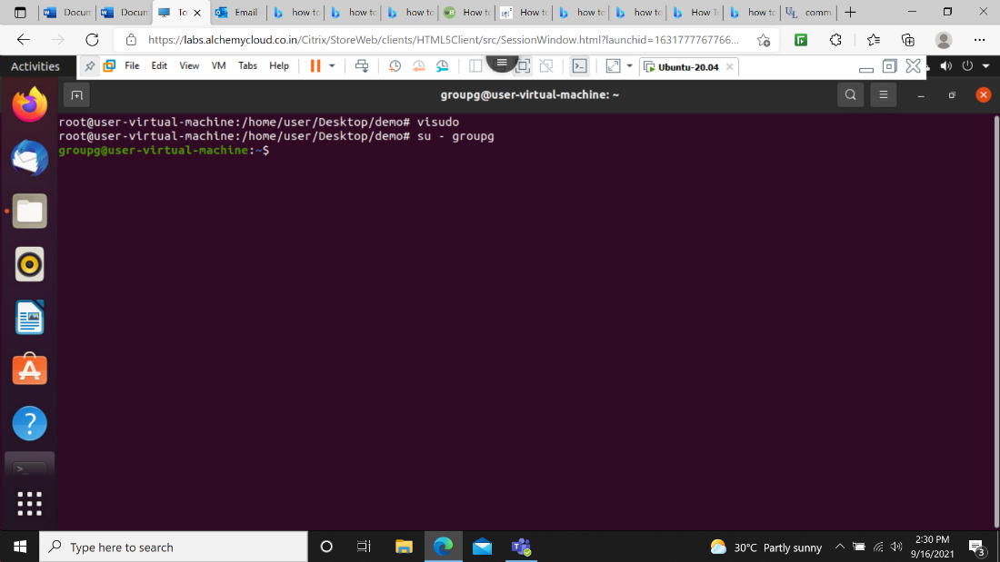 Docum
Docum
To
Email
how to
how to
how to
How to
How to
how to
how to
How To
how to
comm
https://labs.alchemycloud.co.in/Citrix/StoreWeb/clients/HTML5Client/src/SessionWindow.html?launchid=1631777767766...
Activities
File Edit View VM Tabs Help
Ubuntu-20.04
groupg@user-virtual-machine: ~
root@user-virtual-machine:/home/user/Desktop/demo# visudo
root@user-virtual-machine:/home/user/Desktop/demo# su - groupg
groupg@user-virtual-machine:~$
Type here to search
30°C Partly sunny
2:30 PM
9/16/2021
3